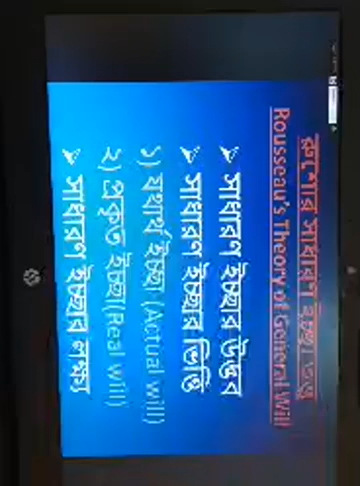 রুশোর সাধারণ ইচ্ছা তত্ত্ব
Rousseau's Theory of General Will
➢ সাধারণ ইচ্ছার উদ্ভব
➢ সাধারণ ইচ্ছার ভিত্তি
১) যথার্থ ইচ্ছা (Actual will)
২) প্রকৃত ইচ্ছা(Real will)
➢ সাধারণ ইচ্ছার লক্ষ্য